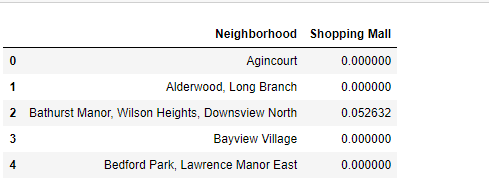 Neighborhood Shopping Mall
0 Agincourt 0.000000
1 Alderwood, Long Branch 0.000000
2 Bathurst Manor, Wilson Heights, Downsview North 0.052632
3 Bayview Village 0.000000
4 Bedford Park, Lawrence Manor East 0.000000